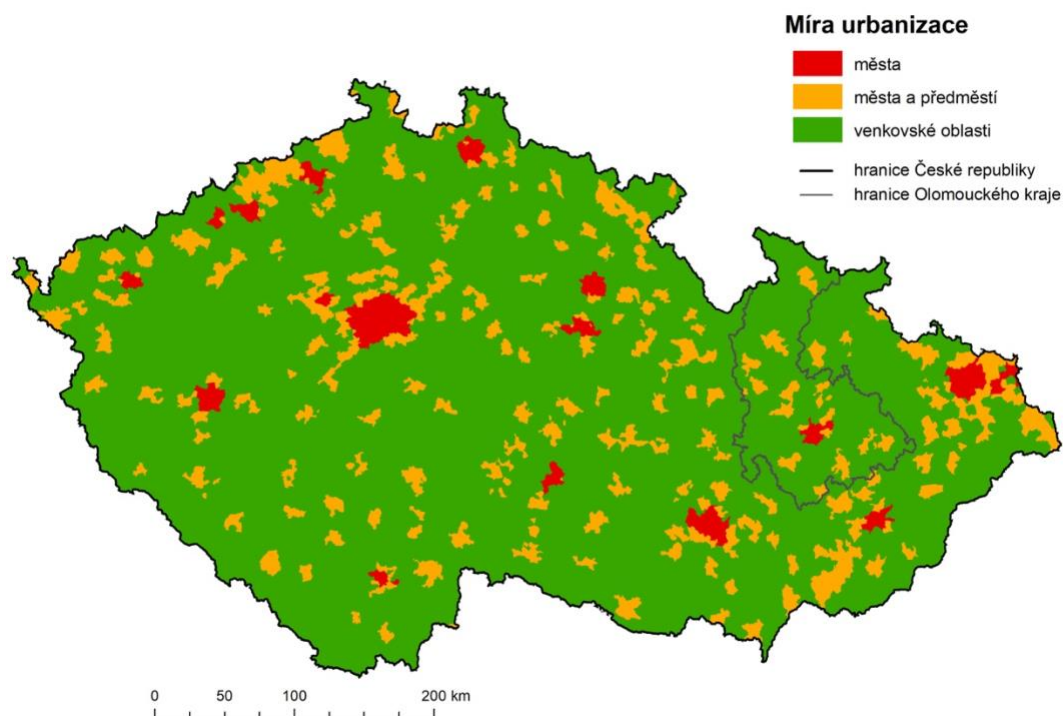 Míra urbanizace
města
města a předměstí
venkovské oblasti
hranice České republiky
hranice Olomouckého kraje
0 50 100 200 km